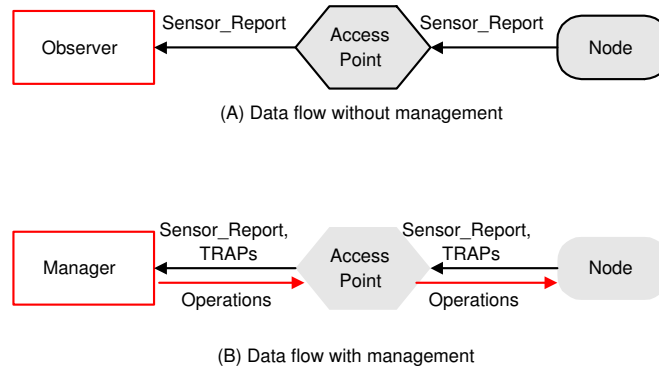 Sensor_Report
Sensor_Report
Observer
Access
Point
Node
(A) Data flow without management
Sensor_Report,
TRAPs
Sensor_Report,
TRAPs
Manager
Access
Point
Node
Operations
Operations
(B) Data flow with management